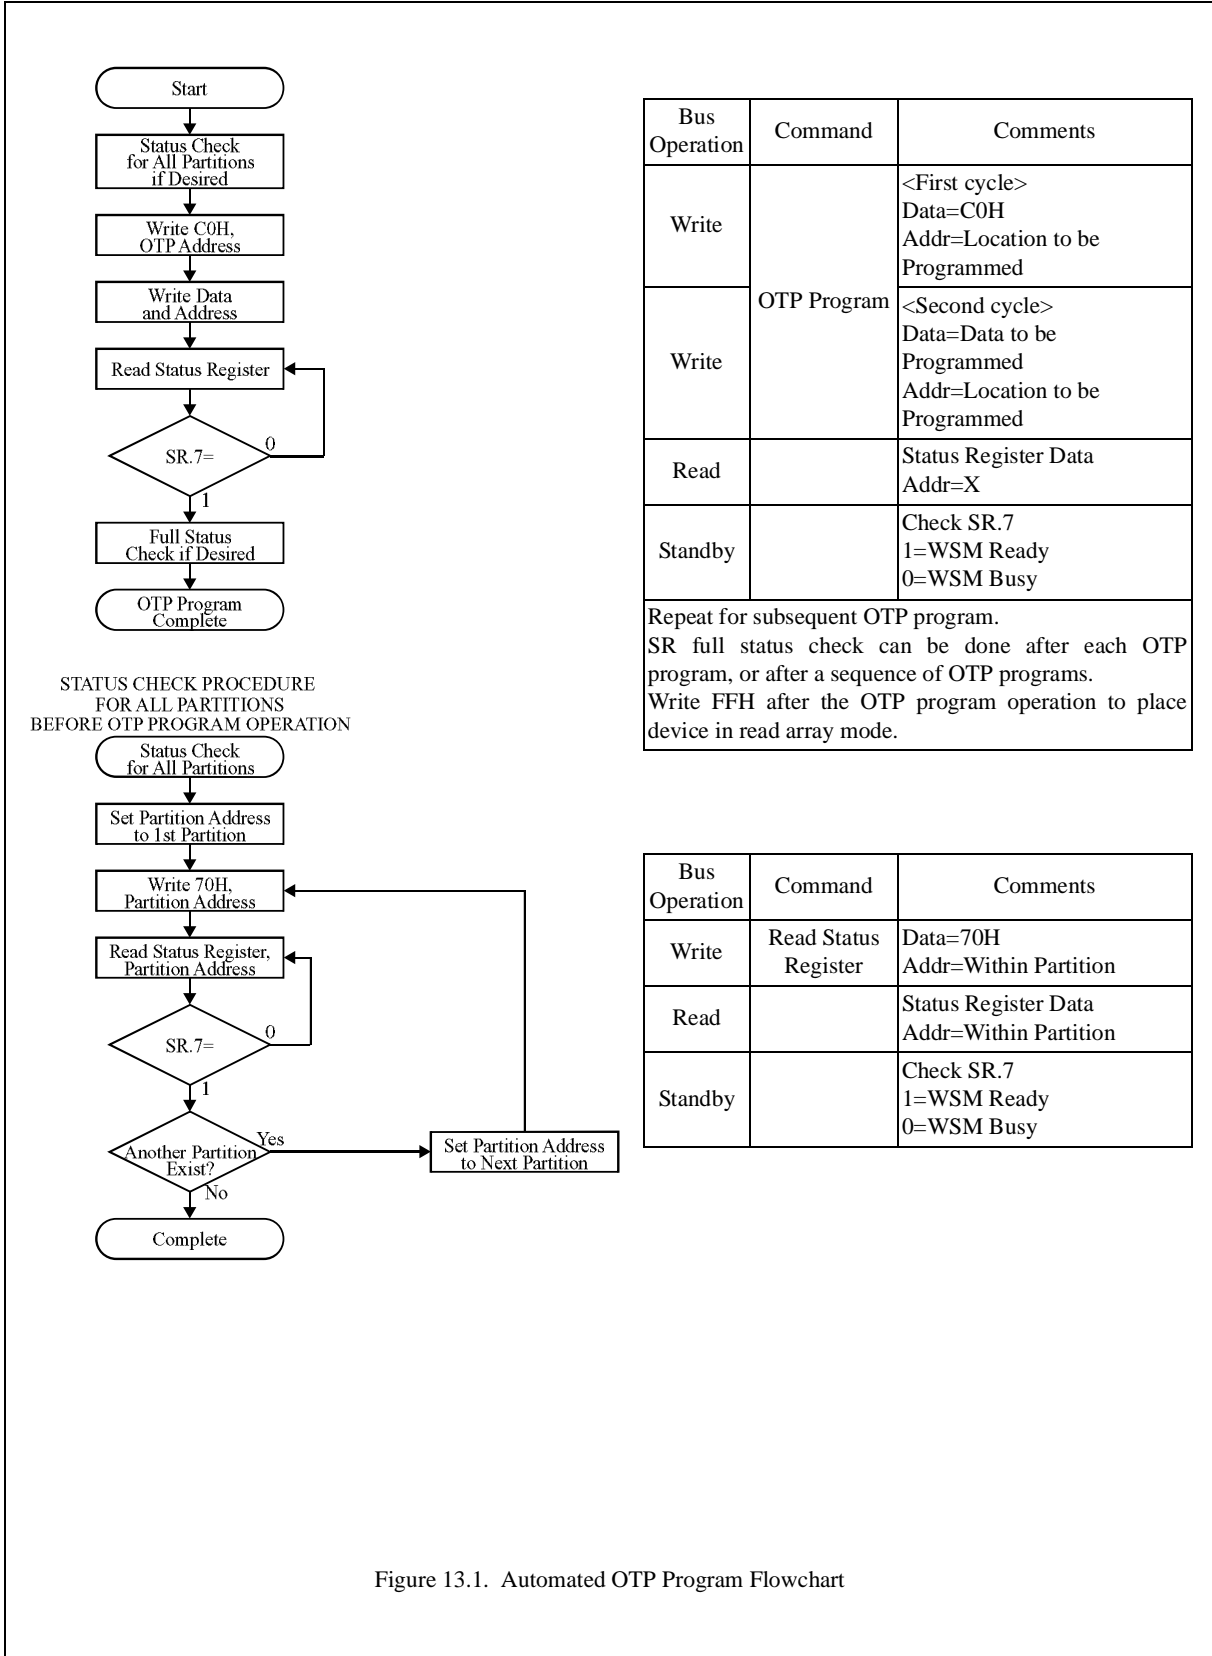 Start
Status Check
for All Partitions
if Desired
Write C0H,
OTP Address
Write Data
and Address
Read Status Register
SR.7=
0
1
Full Status
Check if Desired
OTP Program
Complete
Bus
Operation
Command
Comments
Write
OTP Program
<First cycle>
Data=C0H
Addr=Location to be
Programmed
Write
<Second cycle>
Data=Data to be
Programmed
Addr=Location to be
Programmed
Read
Status Register Data
Addr=X
Standby
Check SR.7
1=WSM Ready
0=WSM Busy
Repeat for subsequent OTP program.
SR full status check can be done after each OTP
program, or after a sequence of OTP programs.
Write FFH after the OTP program operation to place
device in read array mode.
STATUS CHECK PROCEDURE
FOR ALL PARTITIONS
BEFORE OTP PROGRAM OPERATION
Status Check
for All Partitions
Set Partition Address
to 1st Partition
Write 70H,
Partition Address
Read Status Register,
Partition Address
SR.7=
0
1
Another Partition
Exist?
Yes
No
Set Partition Address
to Next Partition
Complete
Bus
Operation
Command
Comments
Write
Read Status
Register
Data=70H
Addr=Within Partition
Read
Status Register Data
Addr=Within Partition
Standby
Check SR.7
1=WSM Ready
0=WSM Busy
Figure 13.1. Automated OTP Program Flowchart